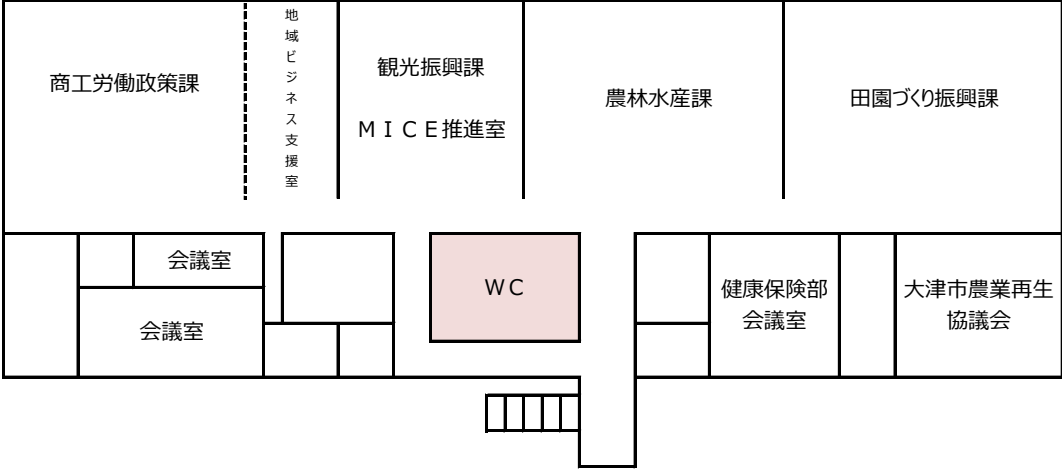 商工労働政策課
地域ビジネス支援室
観光振興課
ＭＩＣＥ推進室
農林水産課
田園づくり振興課
会議室
会議室
ＷＣ
健康保険部
会議室
大津市農業再生
協議会